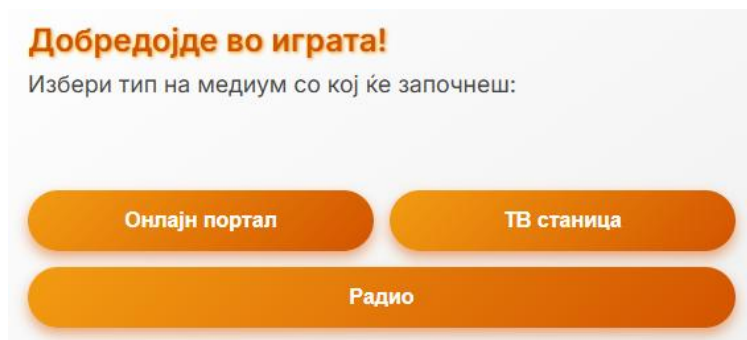 Добредојде во играта!
Избери тип на медиум со кој ќе започнеш:
Онлајн портал
ТВ станица
Радио